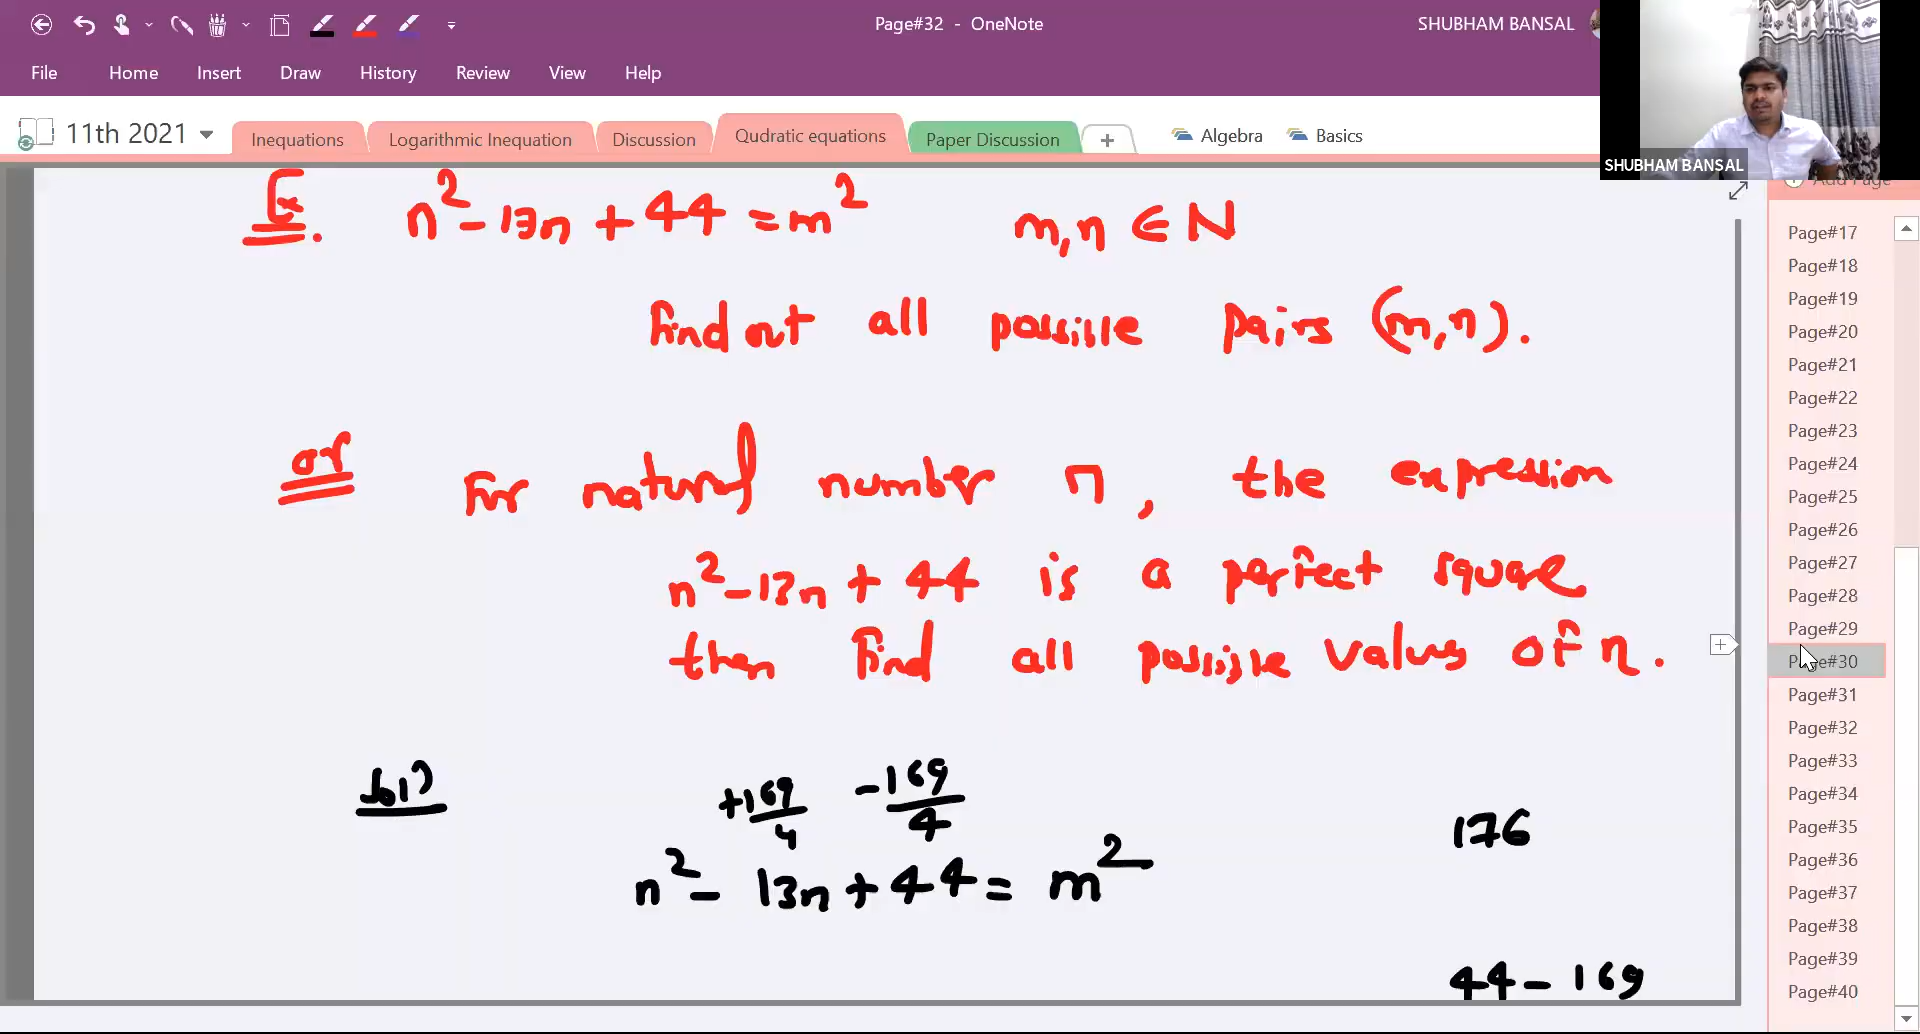 Page#32 - OneNote
SHUBHAM BANSAL
File Home Insert Draw History Review View Help
11th 2021
Inequations Logarithmic Inequation Discussion Qudratic equations Paper Discussion + Algebra Basics
SHUBHAM BANSAL
Add Page
Ex. n² - 13n + 44 = m² m,n ∈ N
Find out all possible pairs (m,n).
or For natural number n, the expression
n² - 13n + 44 is a perfect square
then find all possible values of n.
Sol?
+169/4 -169/4
176
n² - 13n + 44 = m²
44 - 169
Page#17
Page#18
Page#19
Page#20
Page#21
Page#22
Page#23
Page#24
Page#25
Page#26
Page#27
Page#28
Page#29
Page#30
Page#31
Page#32
Page#33
Page#34
Page#35
Page#36
Page#37
Page#38
Page#39
Page#40